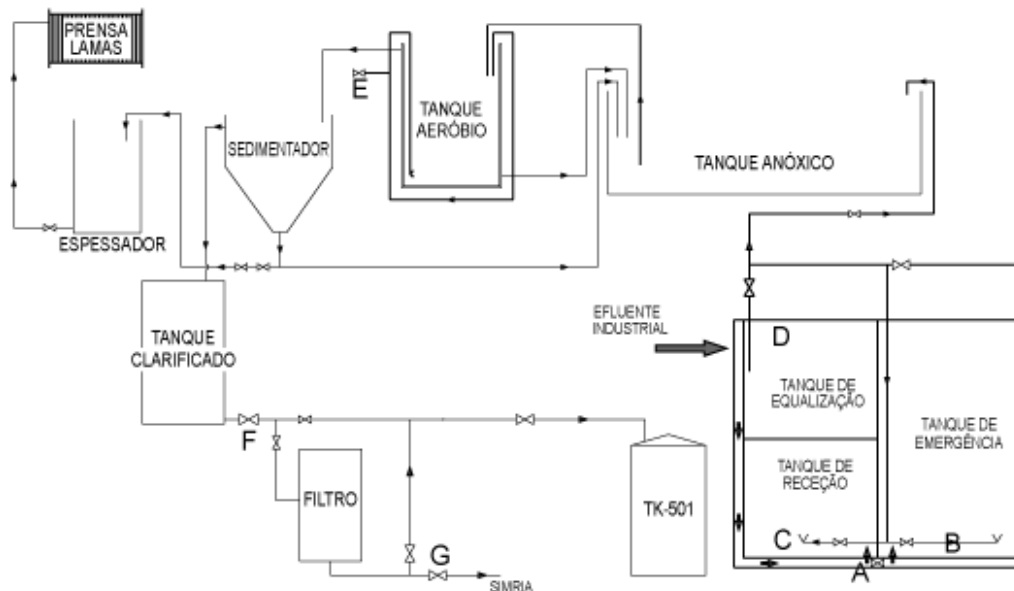 PRENSA
LAMAS
E
TANQUE
AERÓBIO
SEDIMENTADOR
TANQUE ANÓXICO
ESPESSADOR
EFLUENTE
INDUSTRIAL
D
TANQUE
CLARIFICADO
TANQUE DE
EQUALIZAÇÃO
TANQUE DE
EMERGÊNCIA
F
TANQUE DE
RECEÇÃO
FILTRO
TK-501
C
B
A
G
SIMRIA